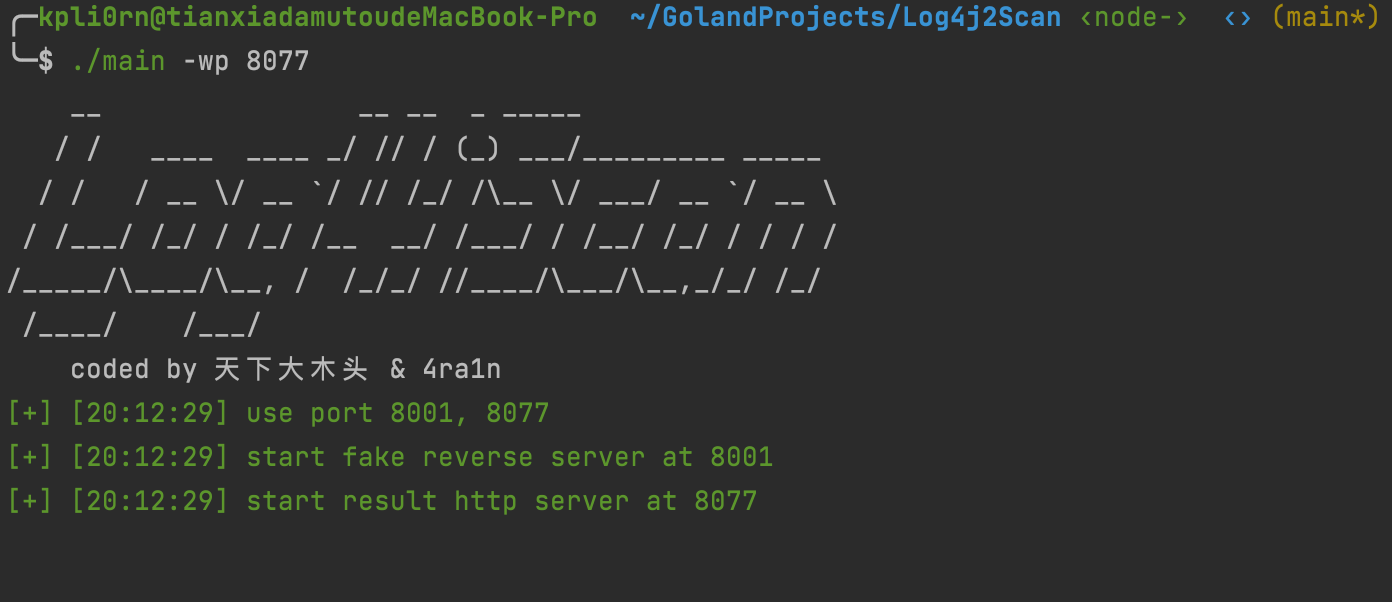 kpli0rn@tianxiadamutoudeMacBook-Pro ~/GolandProjects/Log4j2Scan ‹node-› <> (main*)
$ ./main -wp 8077
    __                __ __  _ _____
   / /   ____  ____ _/ // / (_) ___/_________ _____
  / /   / __ \/ __ `/ // /_/ /\__ \/ ___/ __ `/ __ \
 / /___/ /_/ / /_/ /__  __/ /___/ / /__/ /_/ / / / /
/_____/\____/\__, /  /_/_/ //____/\___/\__,_/_/ /_/
 /____/    /___/
    coded by 天下大木头 & 4ra1n
[+] [20:12:29] use port 8001, 8077
[+] [20:12:29] start fake reverse server at 8001
[+] [20:12:29] start result http server at 8077